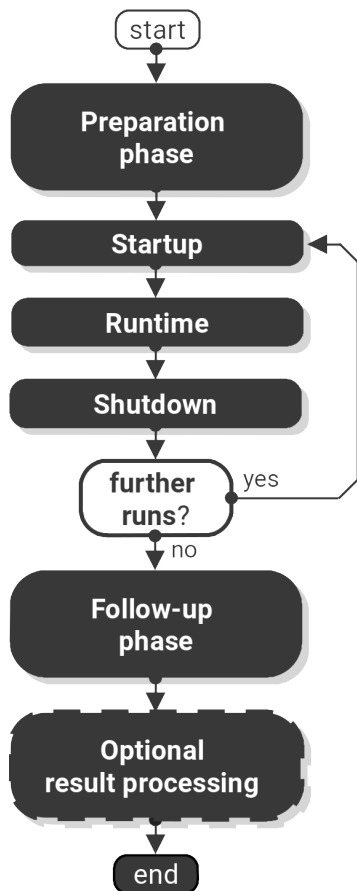 start
Preparation
phase
Startup
Runtime
Shutdown
further
runs?
yes
no
Follow-up
phase
Optional
result processing
end